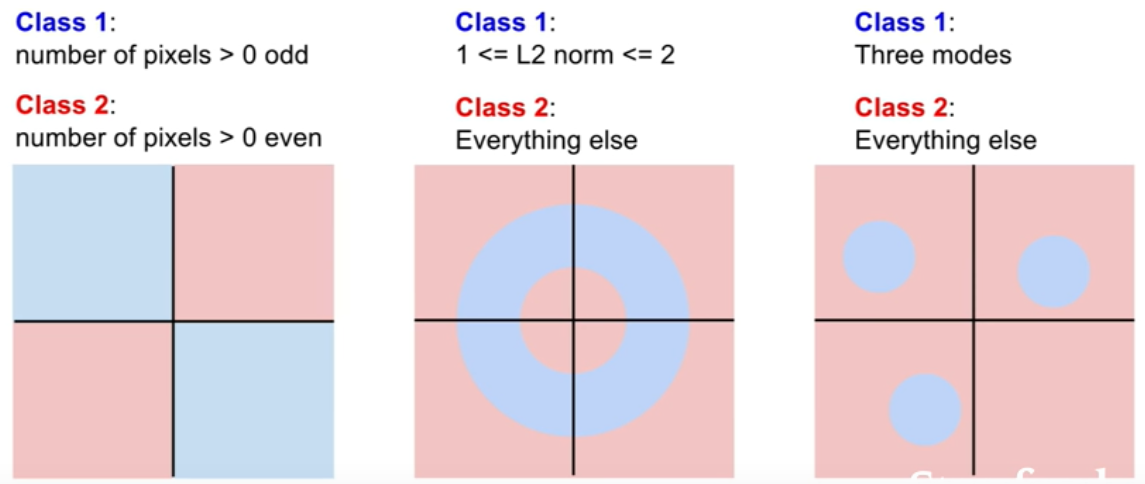 Class 1:
number of pixels > 0 odd
Class 2:
number of pixels > 0 even
Class 1:
1 <= L2 norm <= 2
Class 2:
Everything else
Class 1:
Three modes
Class 2:
Everything else